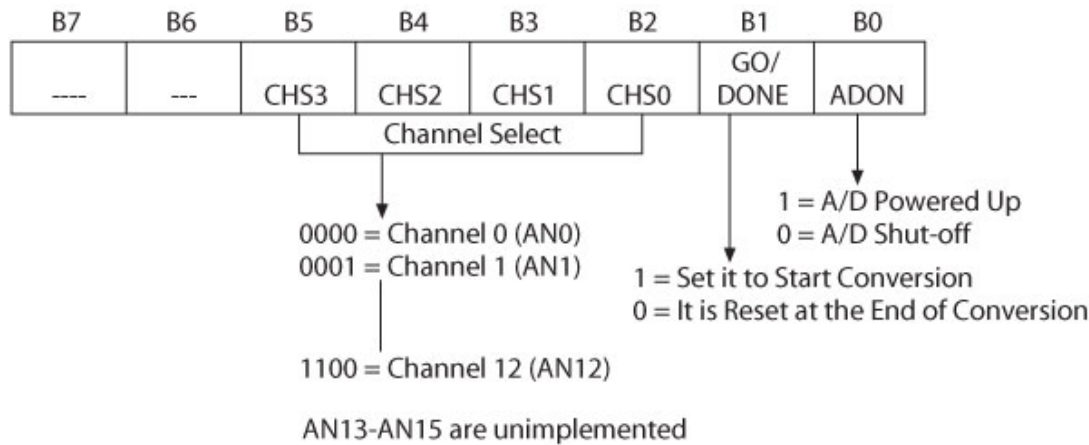 B7 B6 B5 B4 B3 B2 B1 B0
---- --- CHS3 CHS2 CHS1 CHS0 GO/ DONE ADON
Channel Select
1 = A/D Powered Up
0 = A/D Shut-off
0000 = Channel 0 (AN0)
0001 = Channel 1 (AN1)
1 = Set it to Start Conversion
0 = It is Reset at the End of Conversion
1100 = Channel 12 (AN12)
AN13-AN15 are unimplemented